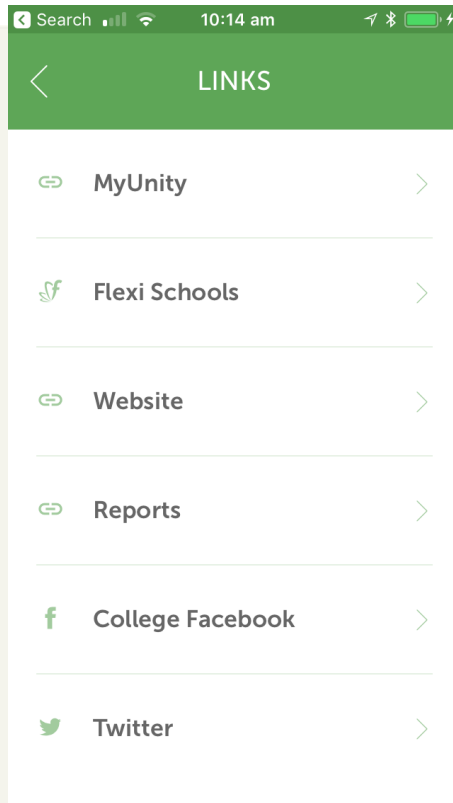 Search 10:14 am
LINKS
MyUnity
Flexi Schools
Website
Reports
College Facebook
Twitter